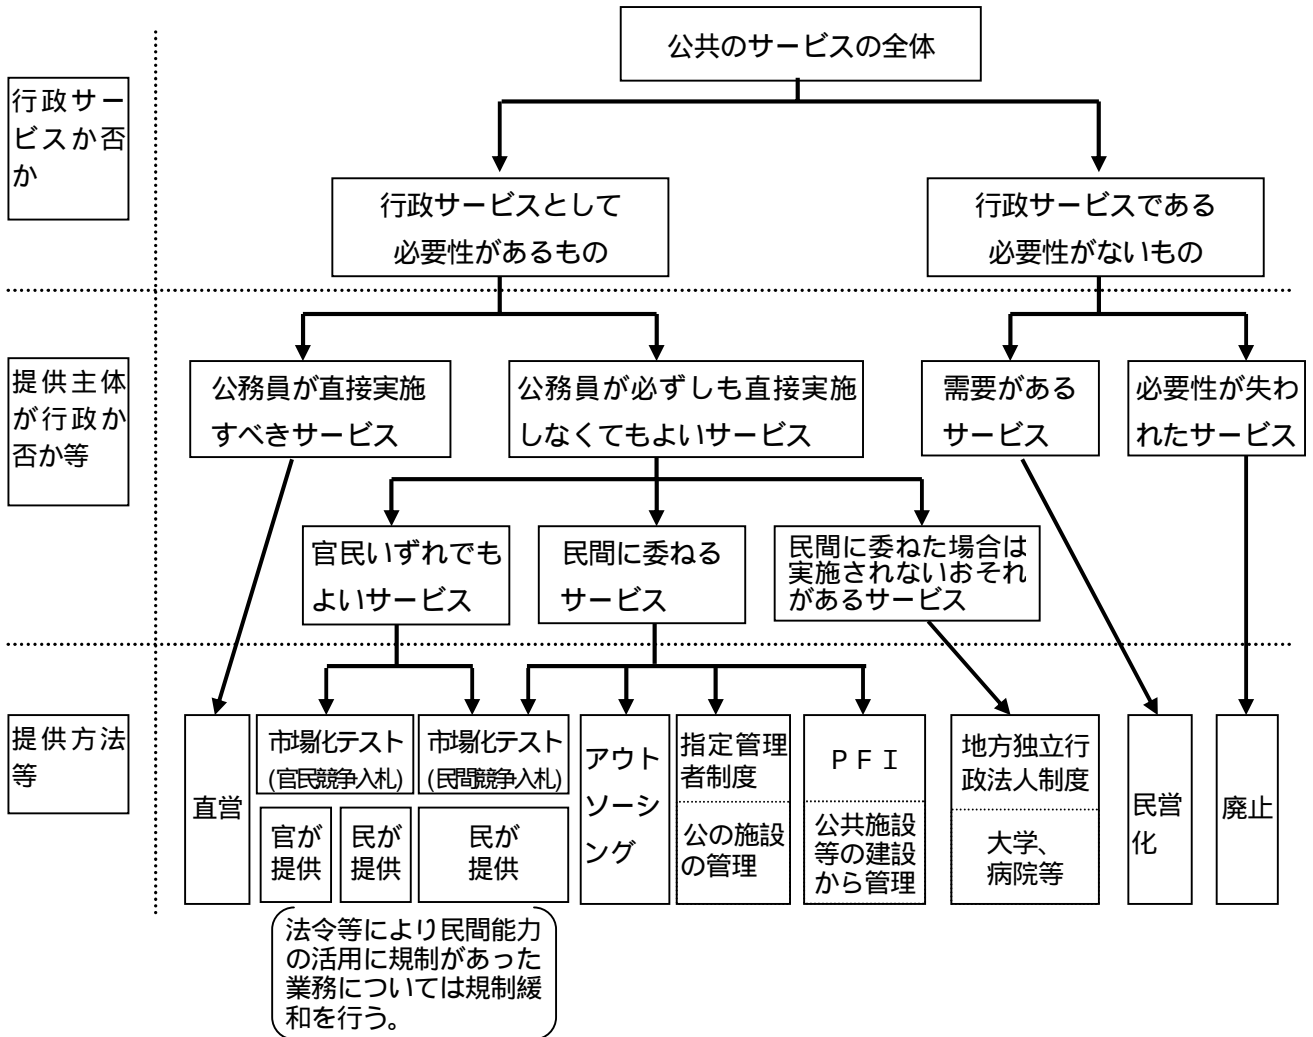 公共のサービスの全体
行政サー
ビスか否
か
行政サービスとして
必要性があるもの
行政サービスである
必要性がないもの
提供主体
が行政か
否か等
公務員が直接実施
すべきサービス
公務員が必ずしも直接実施
しなくてもよいサービス
需要がある
サービス
必要性が失わ
れたサービス
官民いずれでも
よいサービス
民間に委ねる
サービス
民間に委ねた場合は
実施されないおそれ
があるサービス
提供方法
等
直営
市場化テスト
(官民競争入札)
官が
提供
民が
提供
市場化テスト
(民間競争入札)
民が
提供
アウト
ソーシ
ング
指定管理
者制度
公の施設
の管理
ＰＦＩ
公共施設
等の建設
から管理
地方独立行
政法人制度
大学、
病院等
民営
化
廃止
法令等により民間能力
の活用に規制があった
業務については規制緩
和を行う。